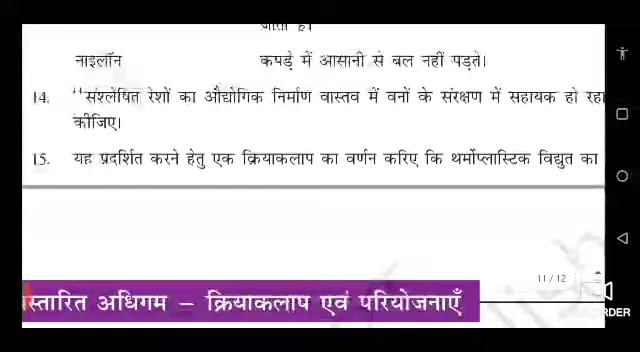 जाता है।
नाइलॉन कपड़े में आसानी से बल नहीं पड़ते।
14. "संश्लेषित रेशों का औद्योगिक निर्माण वास्तव में वनों के संरक्षण में सहायक हो रहा
कीजिए।
15. यह प्रदर्शित करने हेतु एक क्रियाकलाप का वर्णन करिए कि थर्मोप्लास्टिक विद्युत का
11 / 12
स्तारित अधिगम – क्रियाकलाप एवं परियोजनाएँ
RDER